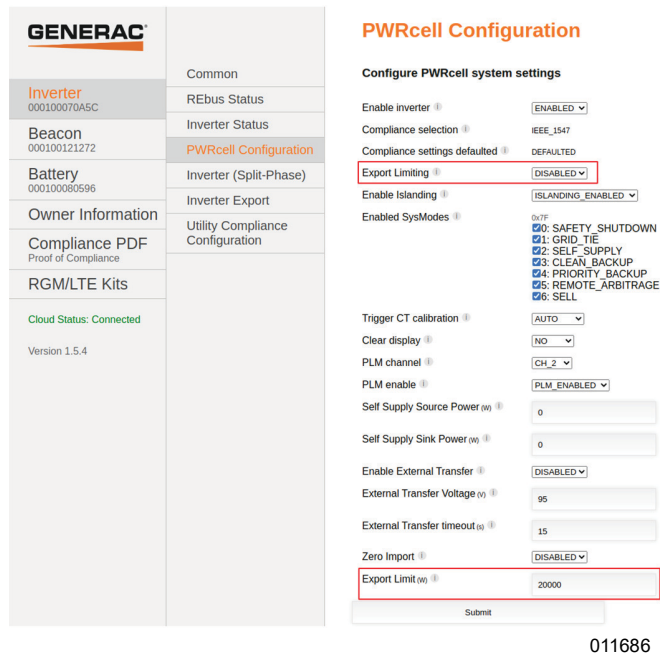 GENERAC
Inverter
000100070A5C
Beacon
000100121272
Battery
000100080596
Owner Information
Compliance PDF
Proof of Compliance
RGM/LTE Kits
Cloud Status: Connected
Version 1.5.4
Common
REbus Status
Inverter Status
PWRcell Configuration
Inverter (Split-Phase)
Inverter Export
Utility Compliance
Configuration
PWRcell Configuration
Configure PWRcell system settings
Enable inverter ENABLED
Compliance selection IEEE_1547
Compliance settings defaulted DEFAULTED
Export Limiting DISABLED
Enable Islanding ISLANDING_ENABLED
Enabled SysModes 0x7F
0: SAFETY_SHUTDOWN
1: GRID_TIE
2: SELF_SUPPLY
3: CLEAN_BACKUP
4: PRIORITY_BACKUP
5: REMOTE_ARBITRAGE
6: SELL
Trigger CT calibration AUTO
Clear display NO
PLM channel CH_2
PLM enable PLM_ENABLED
Self Supply Source Power (W) 0
Self Supply Sink Power (W) 0
Enable External Transfer DISABLED
External Transfer Voltage (V) 95
External Transfer timeout (s) 15
Zero Import DISABLED
Export Limit (W) 20000
Submit
011686